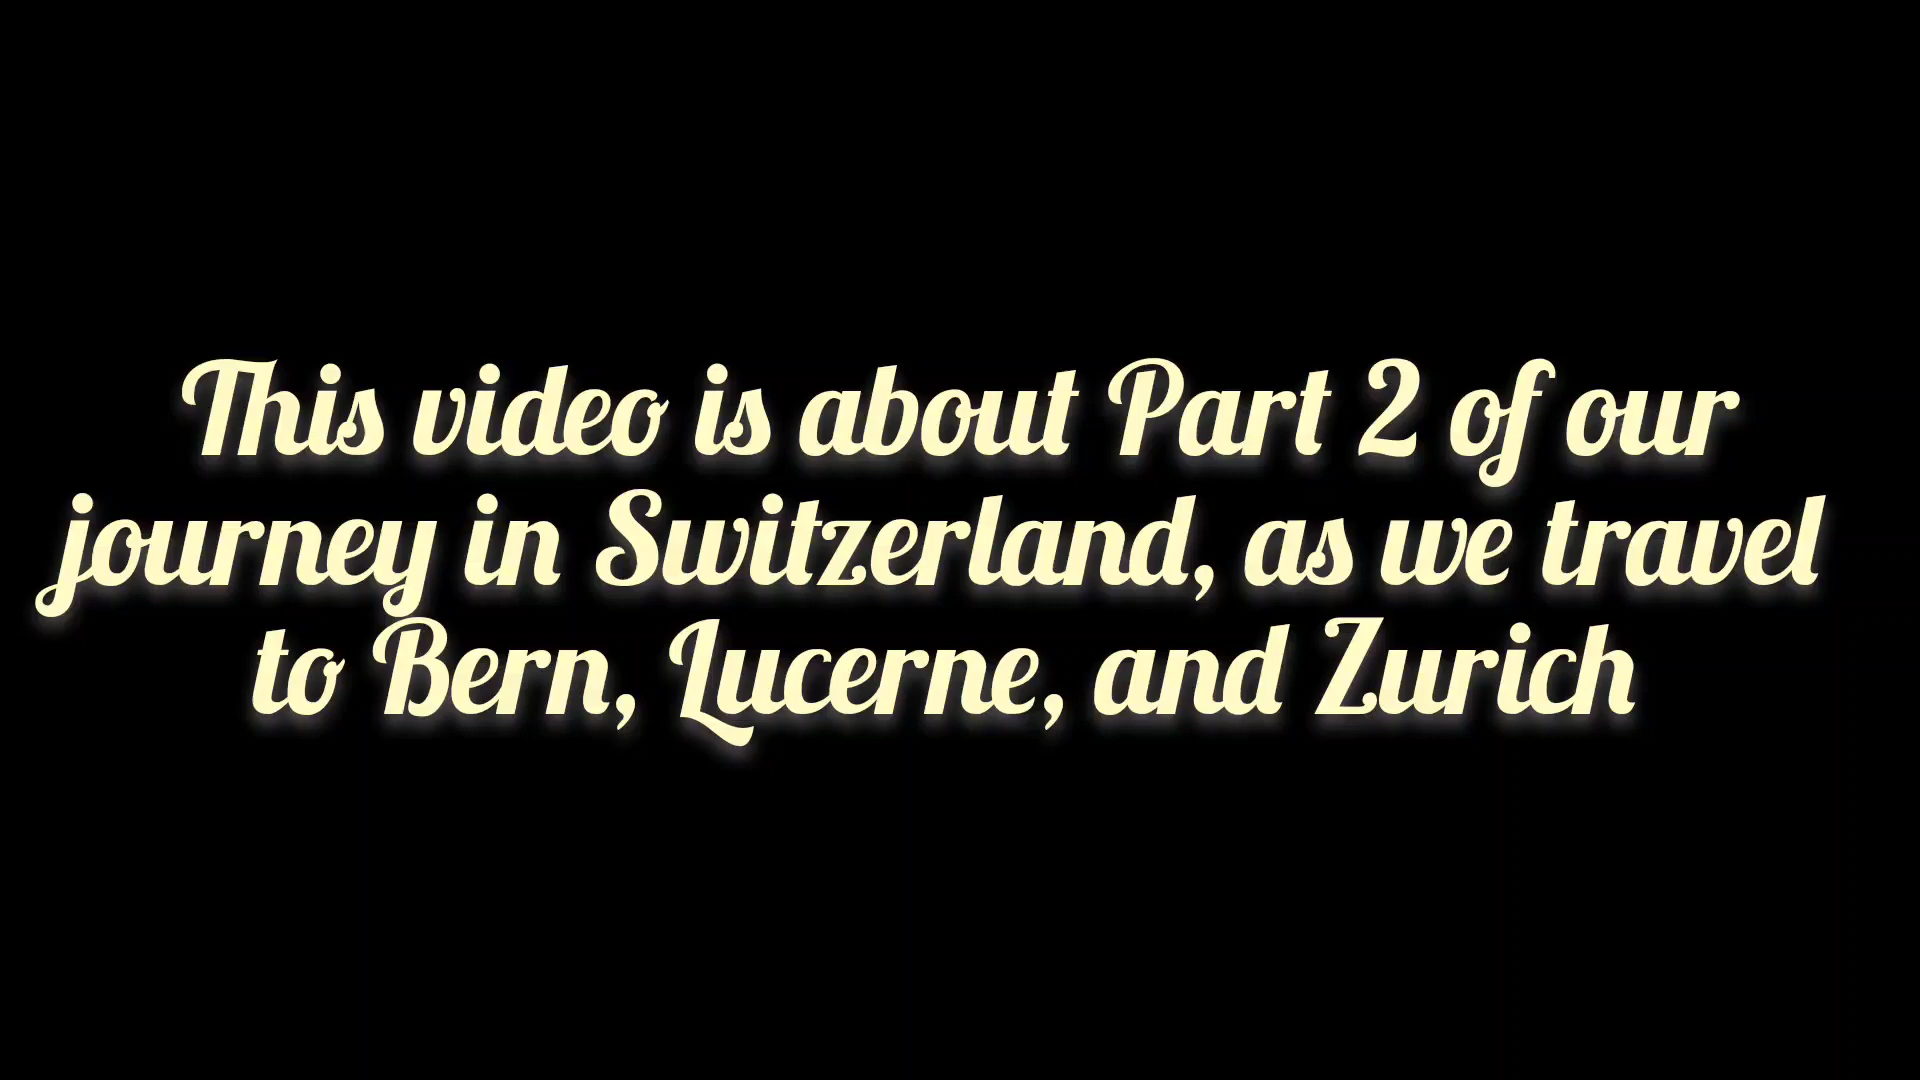 This video is about Part 2 of our
journey in Switzerland, as we travel
to Bern, Lucerne, and Zurich